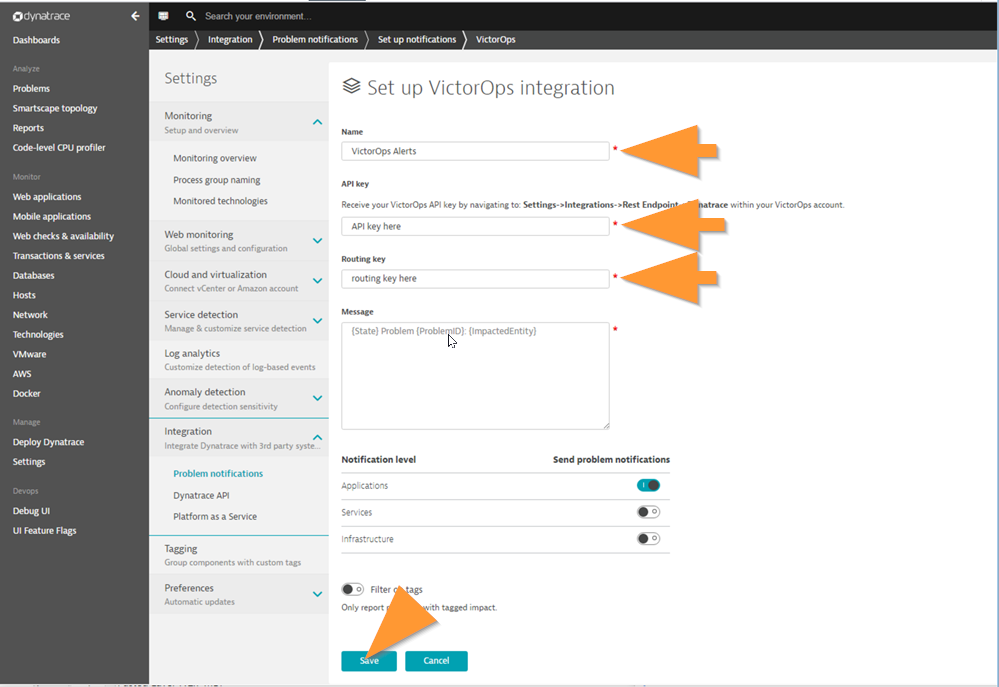 dynatrace
Search your environment...
Settings Integration Problem notifications Set up notifications VictorOps
Dashboards
Analyze
Problems
Smartscape topology
Reports
Code-level CPU profiler
Monitor
Web applications
Mobile applications
Web checks & availability
Transactions & services
Databases
Hosts
Network
Technologies
VMware
AWS
Docker
Manage
Deploy Dynatrace
Settings
Devops
Debug UI
UI Feature Flags
Settings
Monitoring
Setup and overview
Monitoring overview
Process group naming
Monitored technologies
Web monitoring
Global settings and configuration
Cloud and virtualization
Connect vCenter or Amazon account
Service detection
Manage & customize service detection
Log analytics
Customize detection of log-based events
Anomaly detection
Configure detection sensitivity
Integration
Integrate Dynatrace with 3rd party syste...
Problem notifications
Dynatrace API
Platform as a Service
Tagging
Group components with custom tags
Preferences
Automatic updates
Set up VictorOps integration
Name
VictorOps Alerts *
API key
Receive your VictorOps API key by navigating to: Settings->Integrations->Rest Endpoint within your VictorOps account.
API key here *
Routing key
routing key here *
Message
{State} Problem {ProblemID}: {ImpactedEntity} *
Notification level Send problem notifications
Applications
Services
Infrastructure
Filter tags
Only report with tagged impact.
Save Cancel